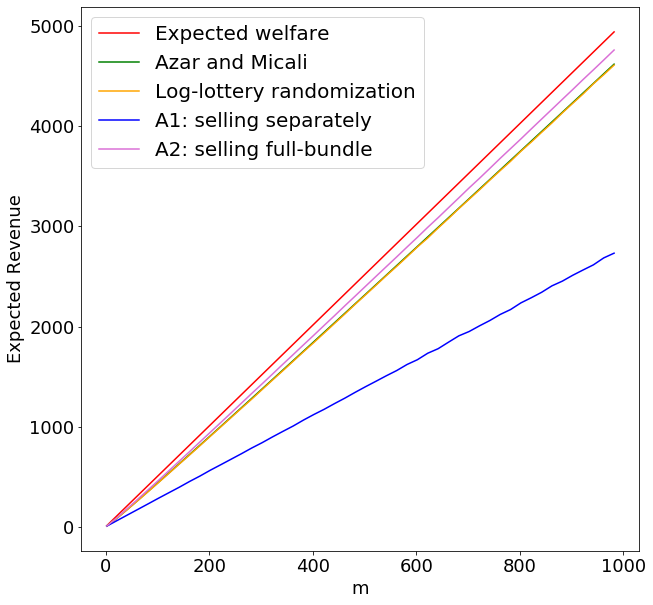 Expected welfare
Azar and Micali
Log-lottery randomization
A1: selling separately
A2: selling full-bundle
5000
4000
3000
2000
1000
0
Expected Revenue
0 200 400 600 800 1000
m